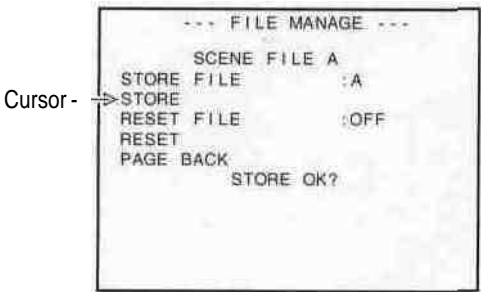 --- FILE MANAGE ---
SCENE FILE A
STORE FILE :A
Cursor - STORE
RESET FILE :OFF
RESET
PAGE BACK
STORE OK?